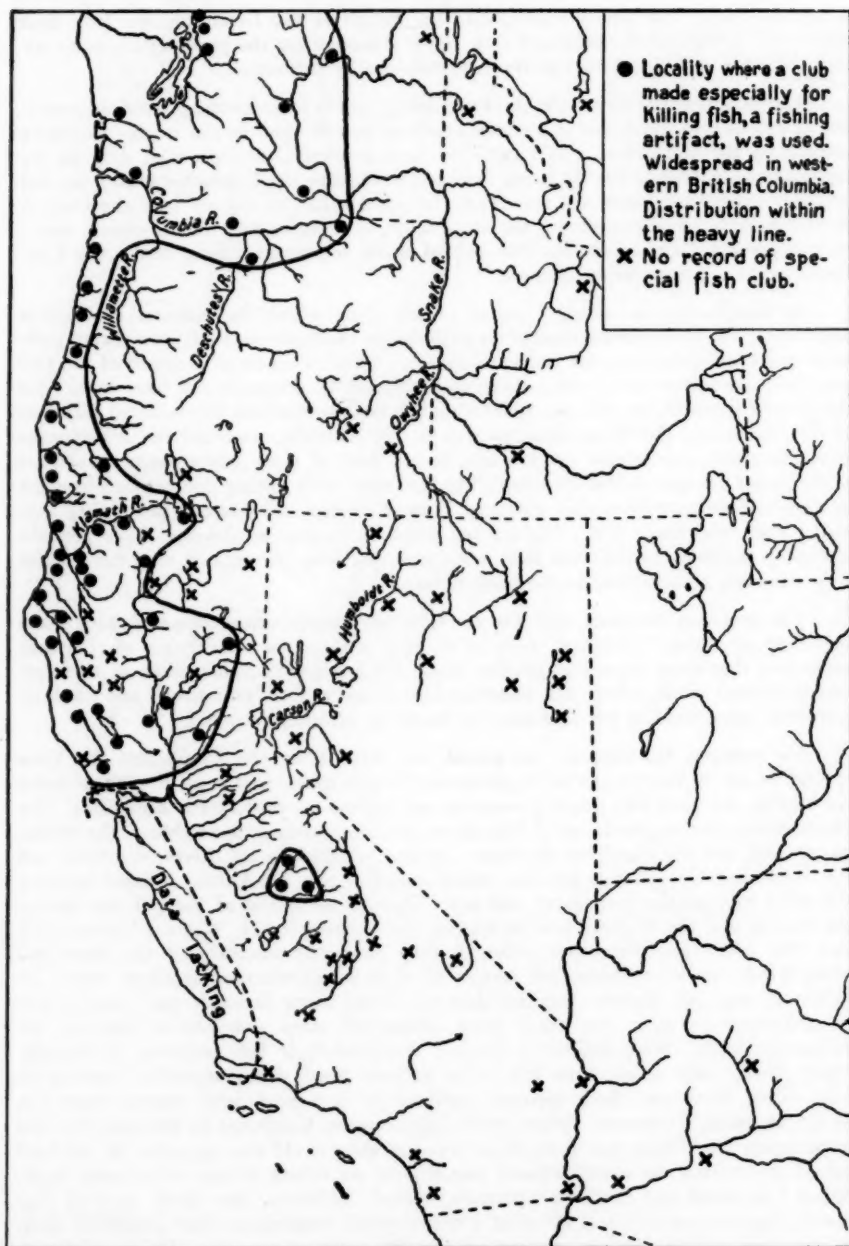 ● Locality where a club
made especially for
Killing fish, a fishing
artifact, was used.
Widespread in west-
ern British Columbia.
Distribution within
the heavy line.
✗ No record of spe-
cial fish club.
Columbia R.
Willamette R.
Deschutes R.
Snake R.
Owyhee R.
Klamath R.
Humboldt R.
Carson R.
Data lacking